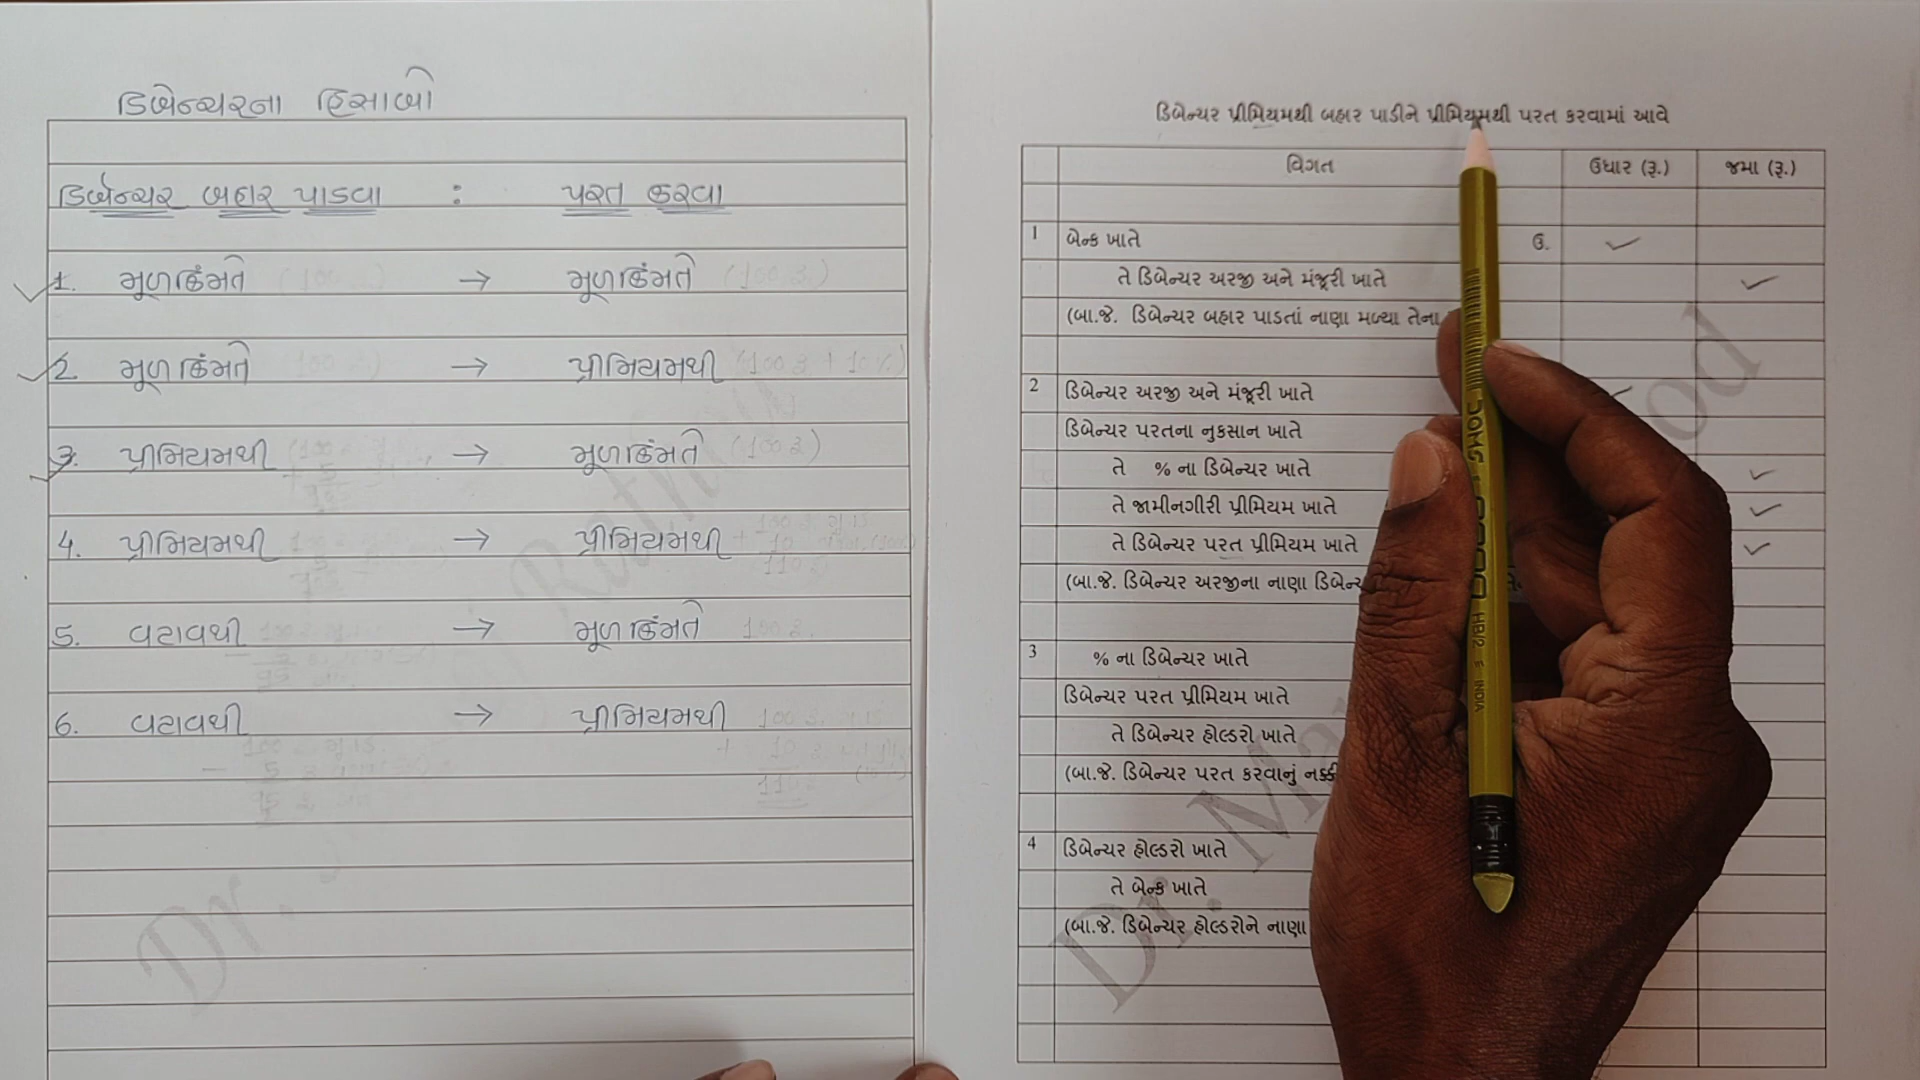 ડિબેન્ચરના હિસાબો
ડિબેન્ચર બહાર પાડવા : પરત કરવા
1. મૂળકિંમતે → મૂળકિંમતે (100 રૂ)
2. મૂળકિંમતે → પ્રીમિયમથી (100 રૂ + 10%)
3. પ્રીમિયમથી → મૂળકિંમતે (100 રૂ)
4. પ્રીમિયમથી → પ્રીમિયમથી
5. વટાવથી → મૂળકિંમતે
6. વટાવથી → પ્રીમિયમથી
ડિબેન્ચર પ્રીમિયમથી બહાર પાડીને પ્રીમિયમથી પરત કરવામાં આવે
વિગત ઉધાર (રૂ.) જમા (રૂ.)
1 બેન્ક ખાતે ઉ. ✓
તે ડિબેન્ચર અરજી અને મંજૂરી ખાતે ✓
(બા.જે. ડિબેન્ચર બહાર પાડતાં નાણા મળ્યા તેના
2 ડિબેન્ચર અરજી અને મંજૂરી ખાતે
ડિબેન્ચર પરતના નુકસાન ખાતે
તે % ના ડિબેન્ચર ખાતે ✓
તે જામીનગીરી પ્રીમિયમ ખાતે ✓
તે ડિબેન્ચર પરત પ્રીમિયમ ખાતે ✓
(બા.જે. ડિબેન્ચર અરજીના નાણા
3 % ના ડિબેન્ચર ખાતે
ડિબેન્ચર પરત પ્રીમિયમ ખાતે
તે ડિબેન્ચર હોલ્ડરો ખાતે
(બા.જે. ડિબેન્ચર પરત કરવાનું
4 ડિબેન્ચર હોલ્ડરો ખાતે
તે બેન્ક ખાતે
(બા.જે. ડિબેન્ચર હોલ્ડરોને નાણા